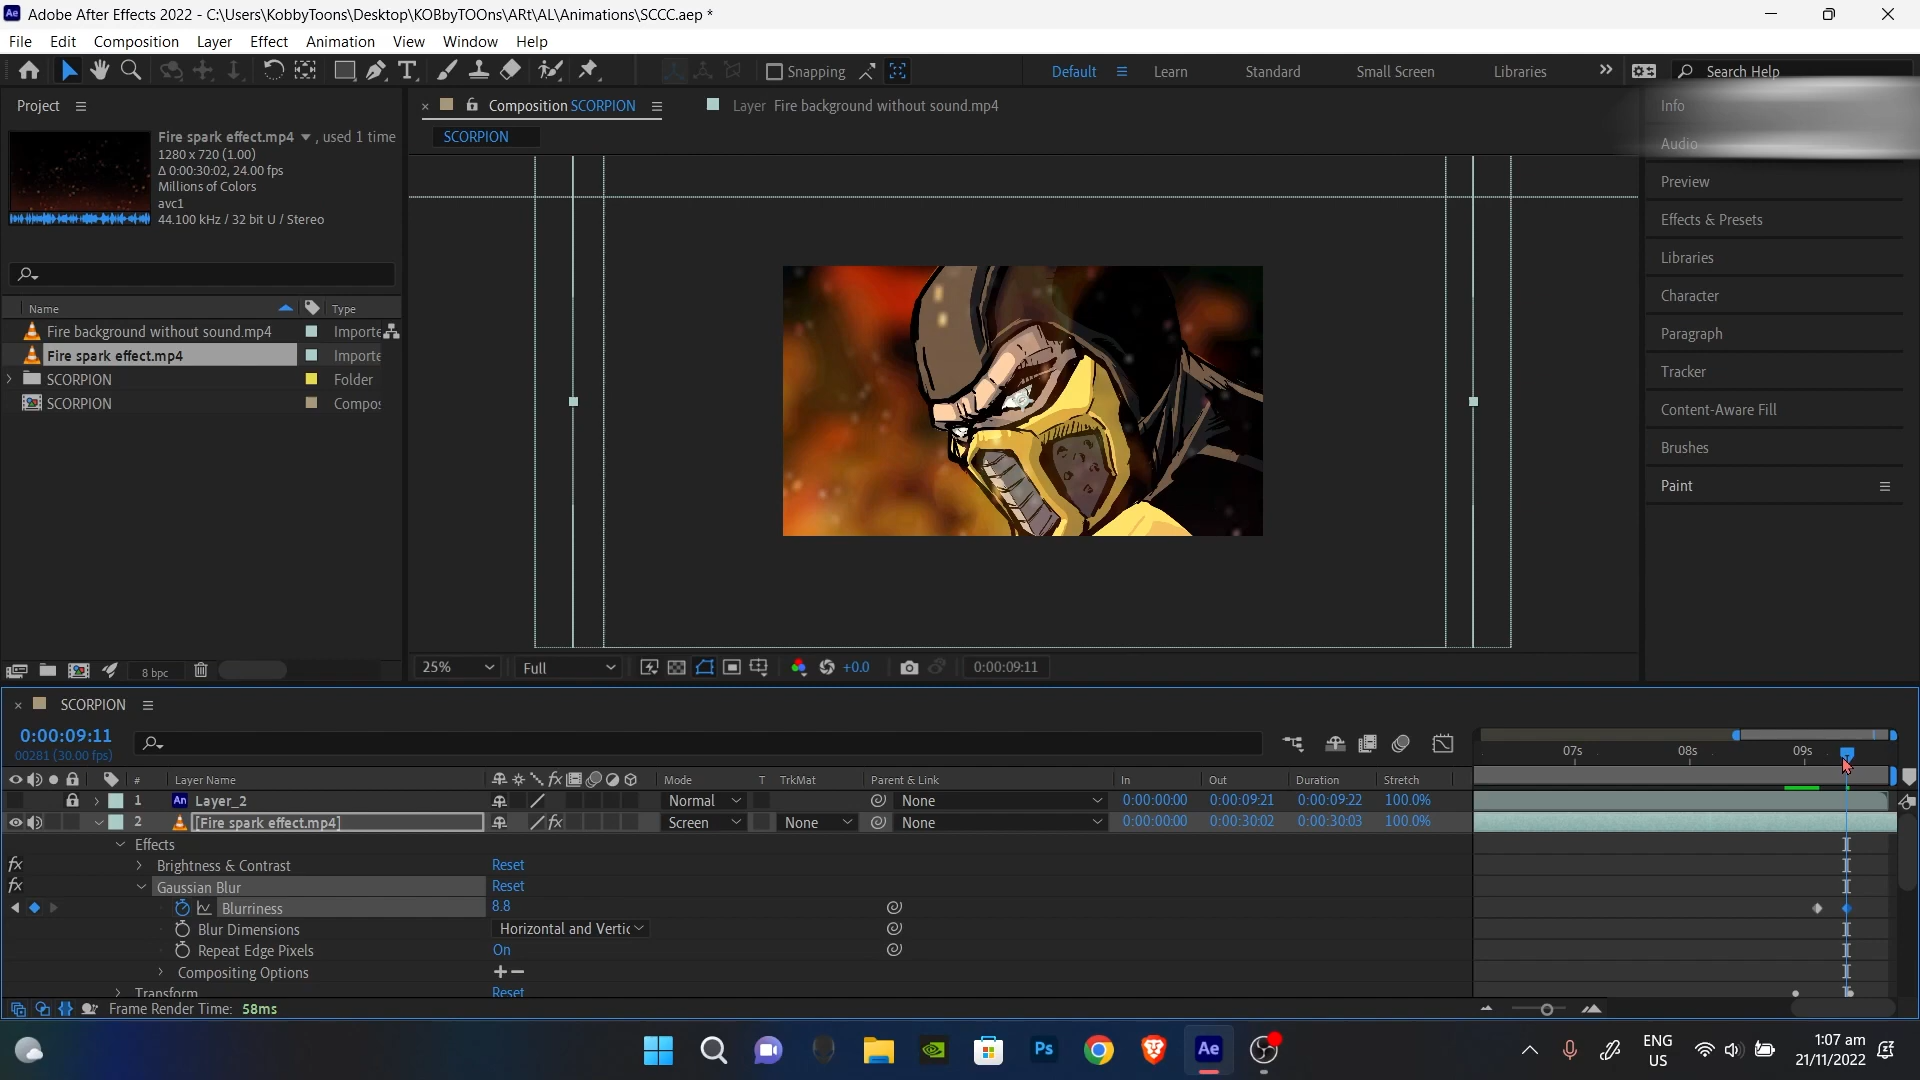 Adobe After Effects 2022 - C:\Users\KobbyToons\Desktop\KOBbyTOOns\ARt\AL\Animations\SCCC.aep *
File Edit Composition Layer Effect Animation View Window Help
Snapping Default Learn Standard Small Screen Libraries Search Help
Project
Composition SCORPION Layer Fire background without sound.mp4
Info
Fire spark effect.mp4 , used 1 time
SCORPION
Audio
1280 x 720 (1.00)
Δ 0:00:30:02, 24.00 fps
Millions of Colors
avc1
44.100 kHz / 32 bit U / Stereo
Preview
Effects & Presets
Libraries
Character
Paragraph
Tracker
Content-Aware Fill
Brushes
Paint
Name Type
Fire background without sound.mp4 Importe
Fire spark effect.mp4 Importe
SCORPION Folder
SCORPION Compos
8 bpc
25% Full +0.0 0:00:09:11
SCORPION
0:00:09:11
00281 (30.00 fps)
07s 08s 09s
# Layer Name fx Mode T TrkMat Parent & Link In Out Duration Stretch
1 An Layer_2 Normal None 0:00:00:00 0:00:09:21 0:00:09:22 100.0%
2 [Fire spark effect.mp4] fx Screen None None 0:00:00:00 0:00:30:02 0:00:30:03 100.0%
Effects
fx Brightness & Contrast Reset
fx Gaussian Blur Reset
Blurriness 8.8
Blur Dimensions Horizontal and Vertic
Repeat Edge Pixels On
Compositing Options
Transform Reset
Frame Render Time: 58ms
Ps Ae
ENG
US
1:07 am
21/11/2022